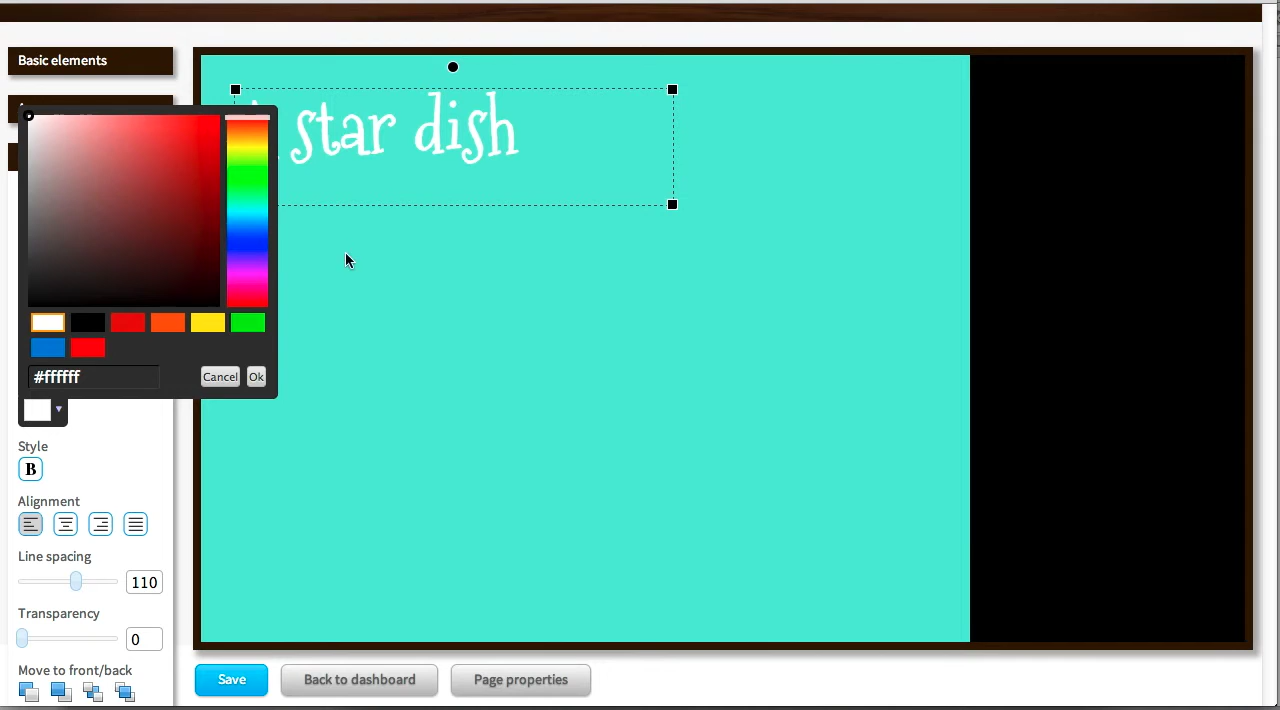 Basic elements
star dish
#ffffff
Cancel
Ok
Style
B
Alignment
Line spacing
110
Transparency
0
Move to front/back
Save
Back to dashboard
Page properties